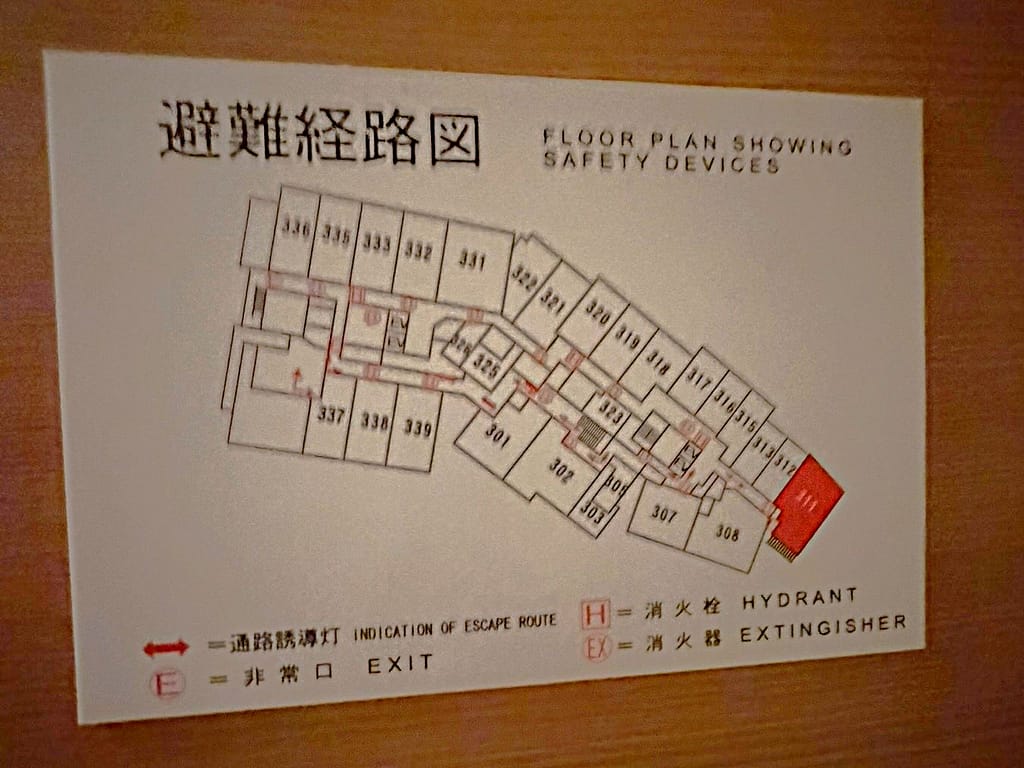 避難経路図
FLOOR PLAN SHOWING
SAFETY DEVICES
336 335 333 332 331
322 321 320 319 318 317 316 315 313 312 311
325 323
337 338 339
301 302 303 307 308
=通路誘導灯 INDICATION OF ESCAPE ROUTE
E = 非常口 EXIT
H = 消火栓 HYDRANT
EX = 消火器 EXTINGISHER